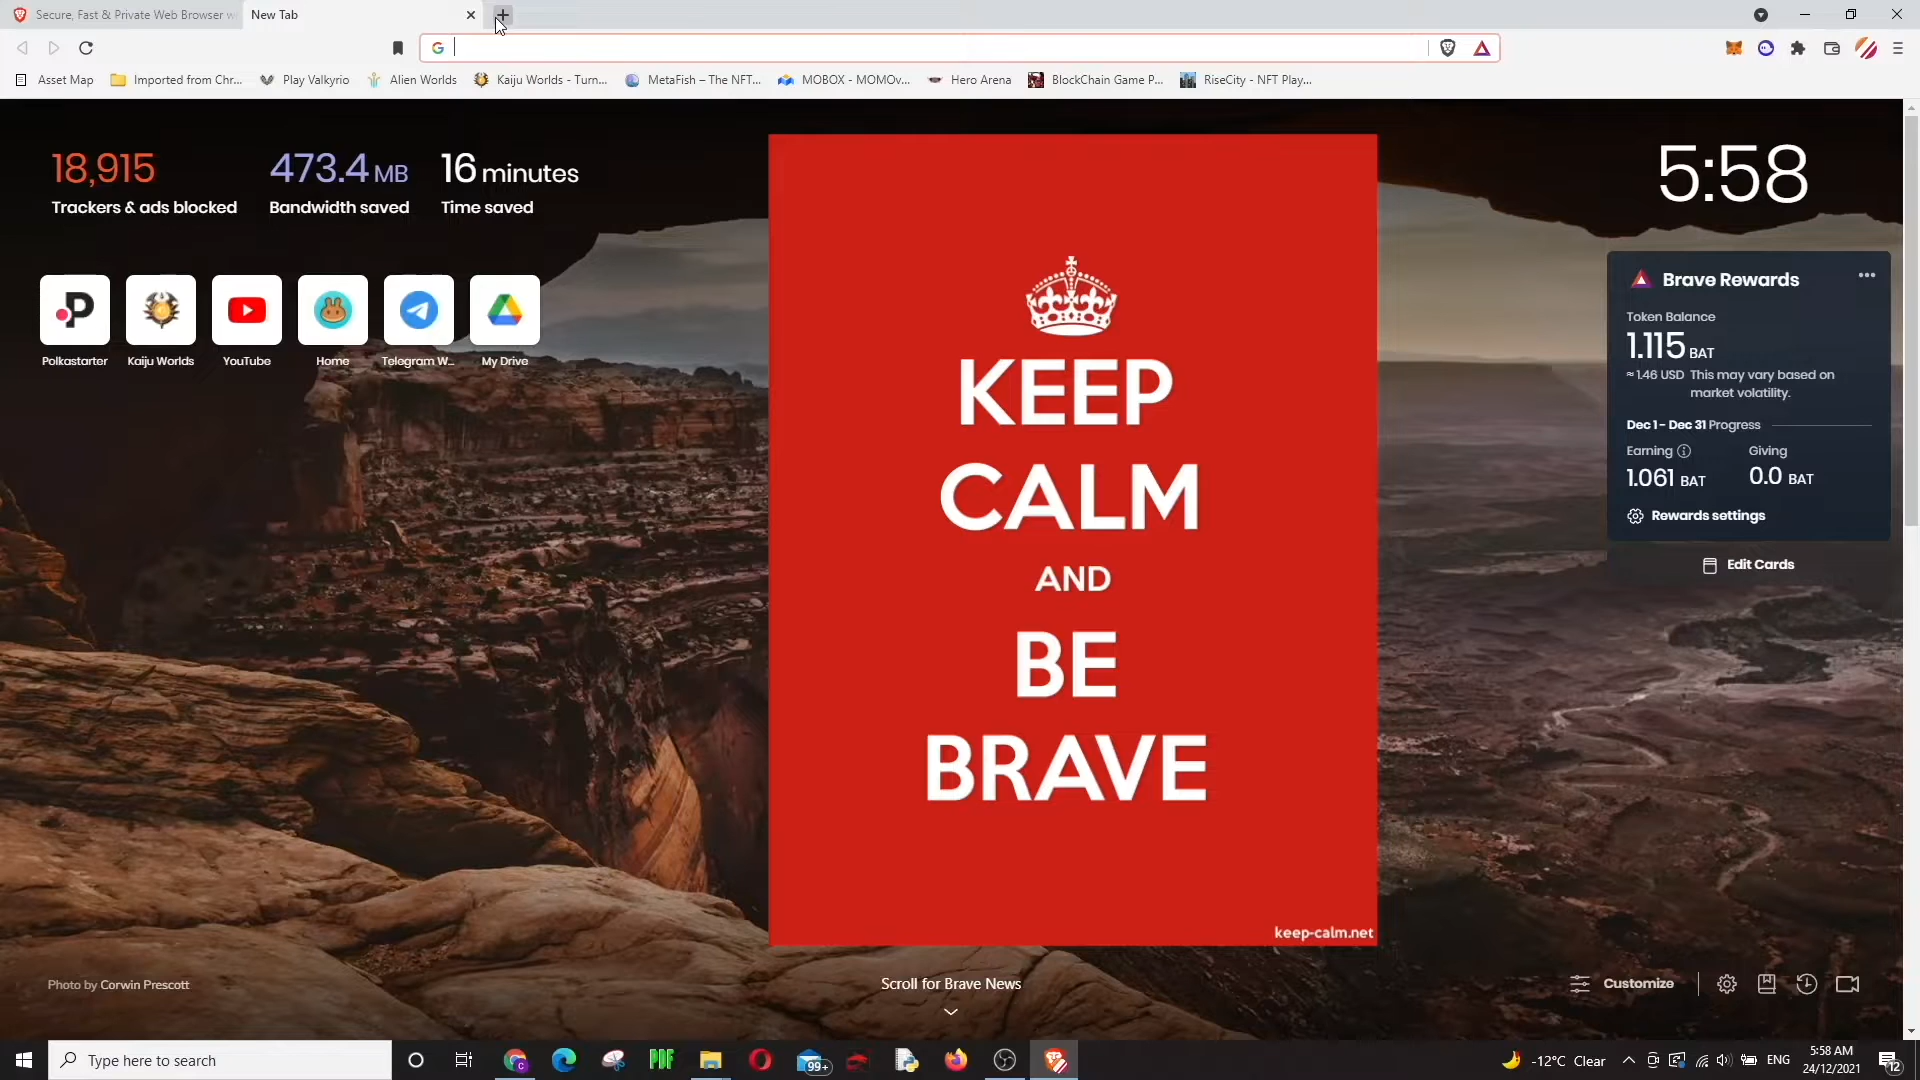 Secure, Fast & Private Web Browser w
New Tab
Asset Map
Imported from Chr...
Play Valkyrio
Alien Worlds
Kaiju Worlds - Turn...
MetaFish – The NFT...
MOBOX - MOMOv...
Hero Arena
BlockChain Game P...
RiseCity - NFT Play...
18,915
Trackers & ads blocked
473.4 MB
Bandwidth saved
16 minutes
Time saved
Polkastarter
Kaiju Worlds
YouTube
Home
Telegram W...
My Drive
KEEP
CALM
AND
BE
BRAVE
keep-calm.net
5:58
Brave Rewards
Token Balance
1.115 BAT
≈ 1.46 USD This may vary based on
market volatility.
Dec 1 - Dec 31 Progress
Earning
Giving
1.061 BAT
0.0 BAT
Rewards settings
Edit Cards
Photo by Corwin Prescott
Scroll for Brave News
Customize
Type here to search
99+
-12°C Clear
ENG
5:58 AM
24/12/2021
12